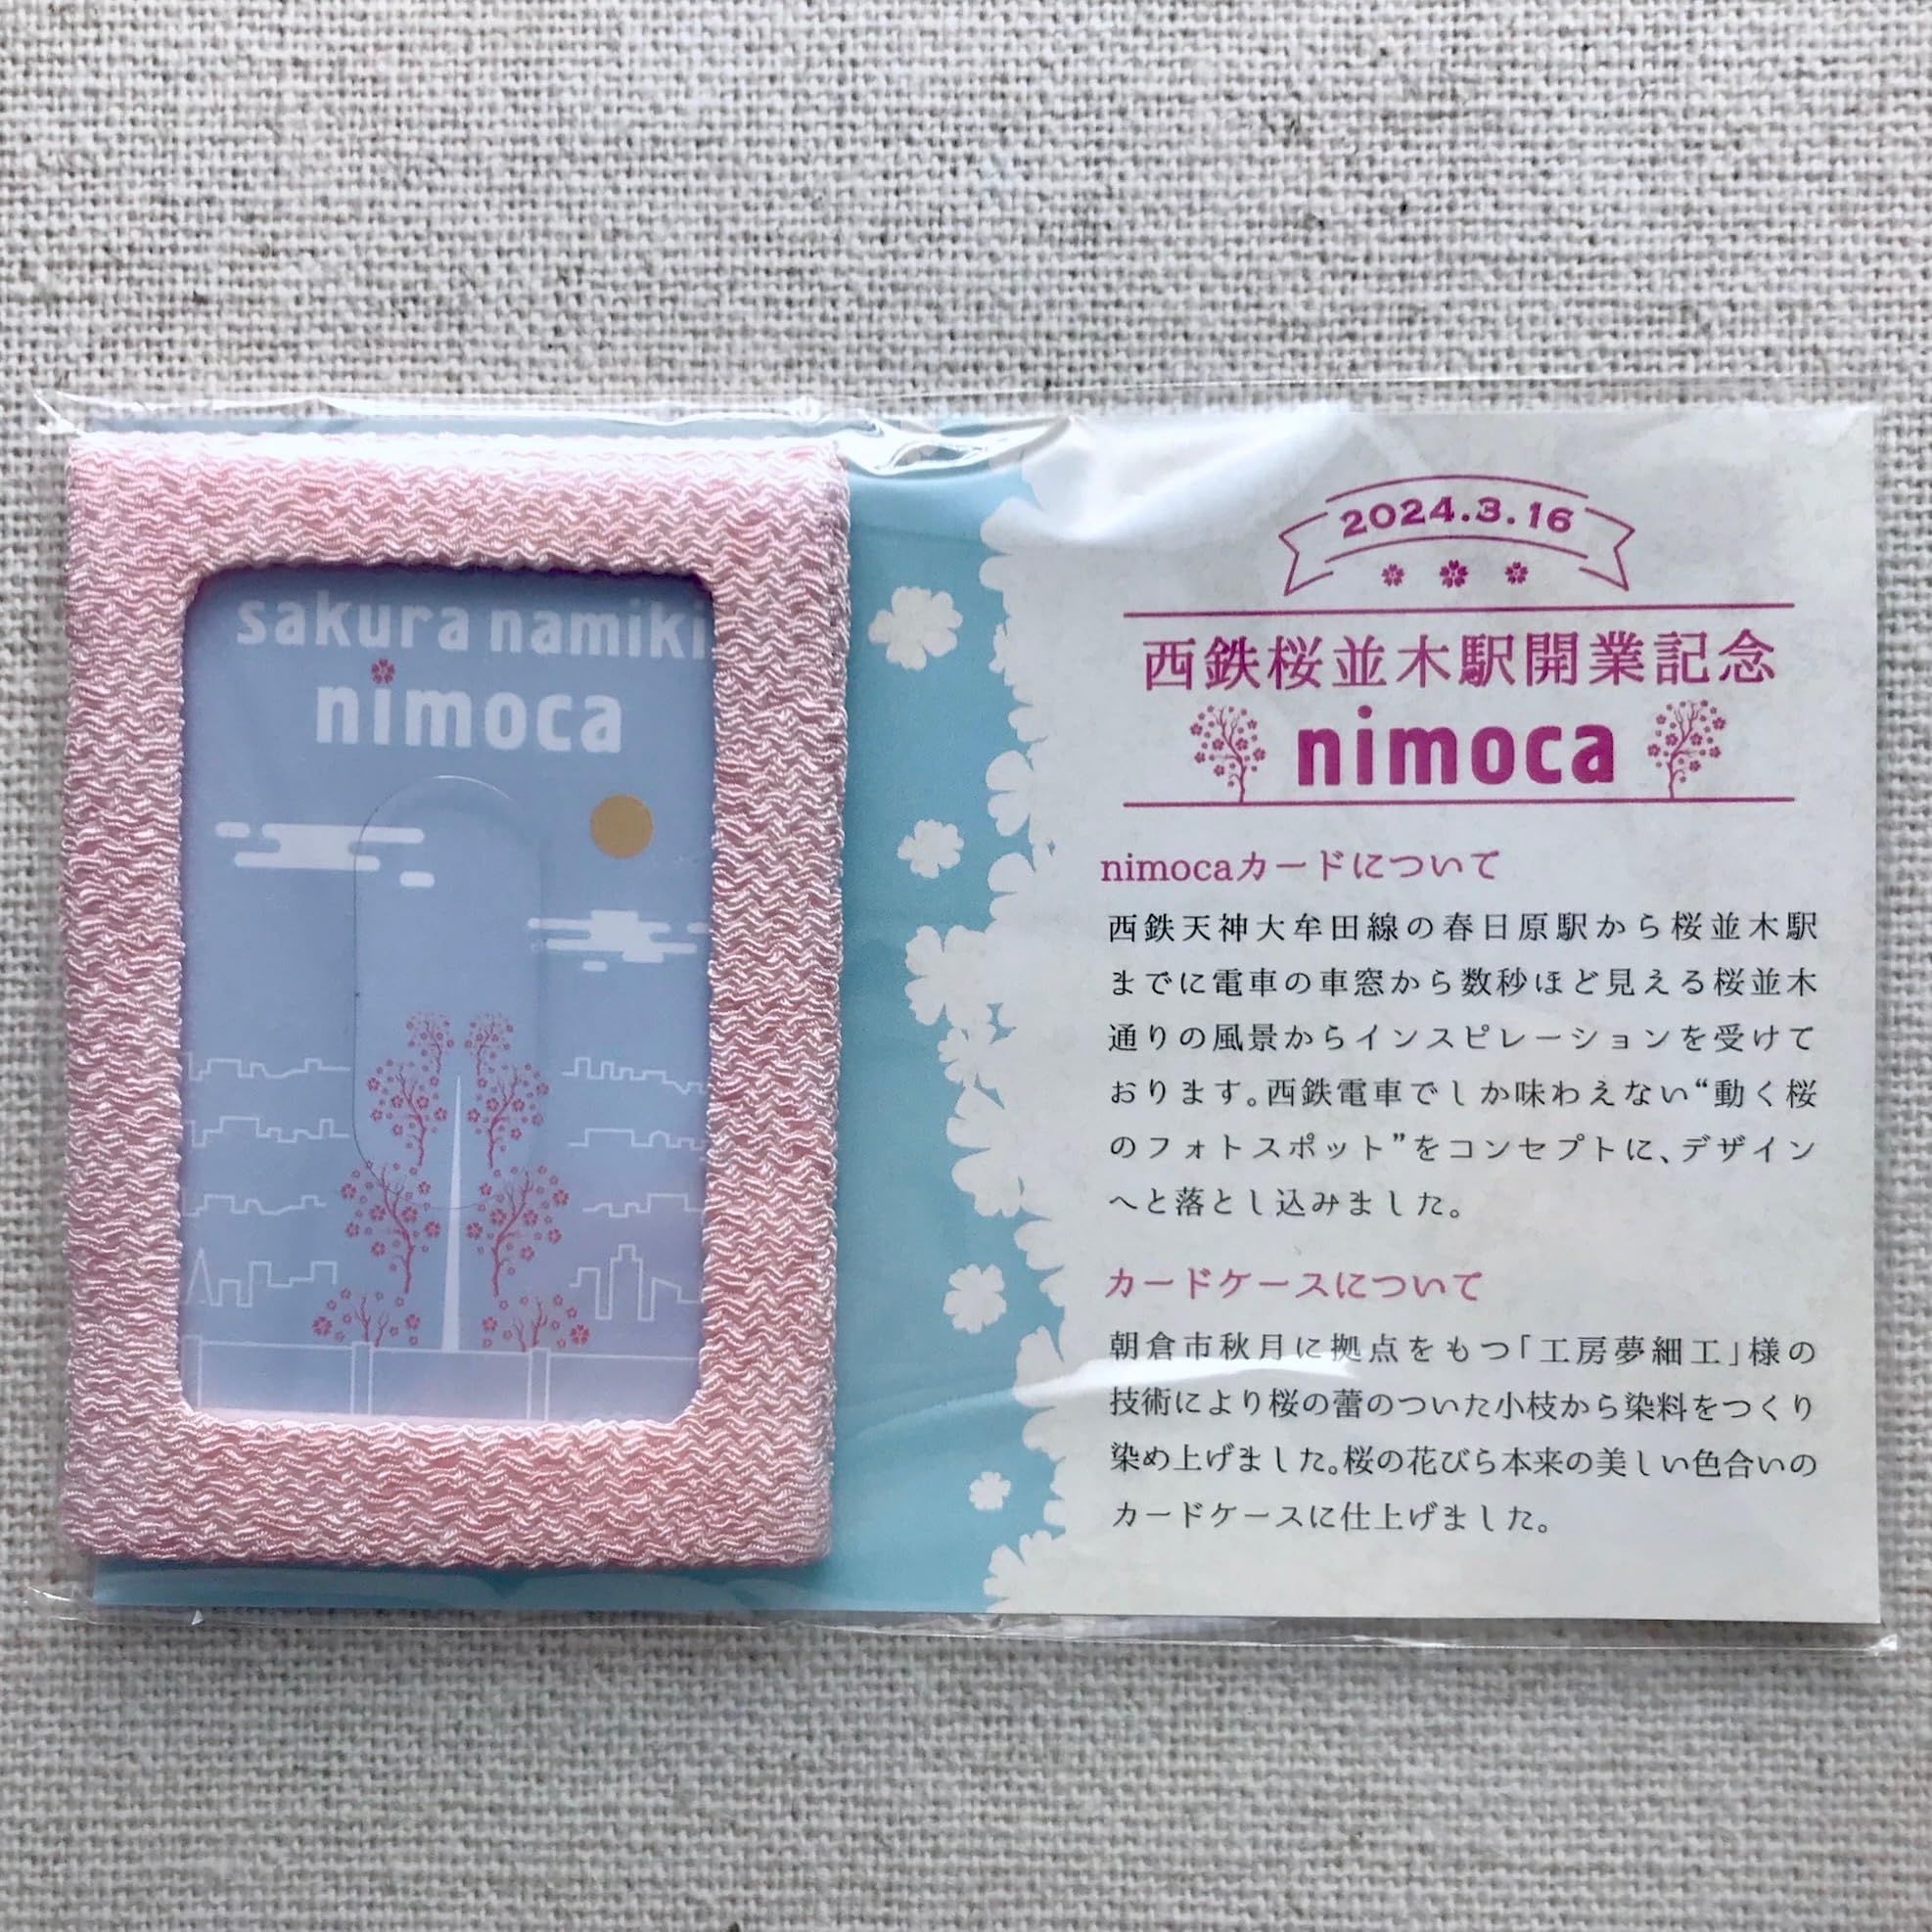 sakura namiki
nimoca
2024.3.16
西鉄桜並木駅開業記念
nimoca
nimocaカードについて
西鉄天神大牟田線の春日原駅から桜並木駅
までに電車の車窓から数秒ほど見える桜並木
通りの風景からインスピレーションを受けて
おります。西鉄電車でしか味わえない“動く桜
のフォトスポット”をコンセプトに、デザイン
へと落とし込みました。
カードケースについて
朝倉市秋月に拠点をもつ「工房夢細工」様の
技術により桜の蕾のついた小枝から染料をつくり
染め上げました。桜の花びら本来の美しい色合いの
カードケースに仕上げました。